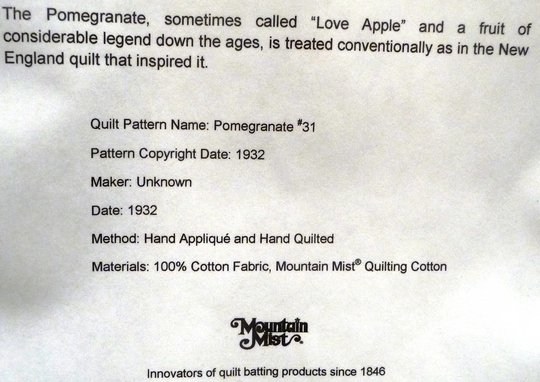 The Pomegranate, sometimes called “Love Apple” and a fruit of
considerable legend down the ages, is treated conventionally as in the New
England quilt that inspired it.
Quilt Pattern Name: Pomegranate #31
Pattern Copyright Date: 1932
Maker: Unknown
Date: 1932
Method: Hand Appliqué and Hand Quilted
Materials: 100% Cotton Fabric, Mountain Mist® Quilting Cotton
Mountain
Mist®
Innovators of quilt batting products since 1846